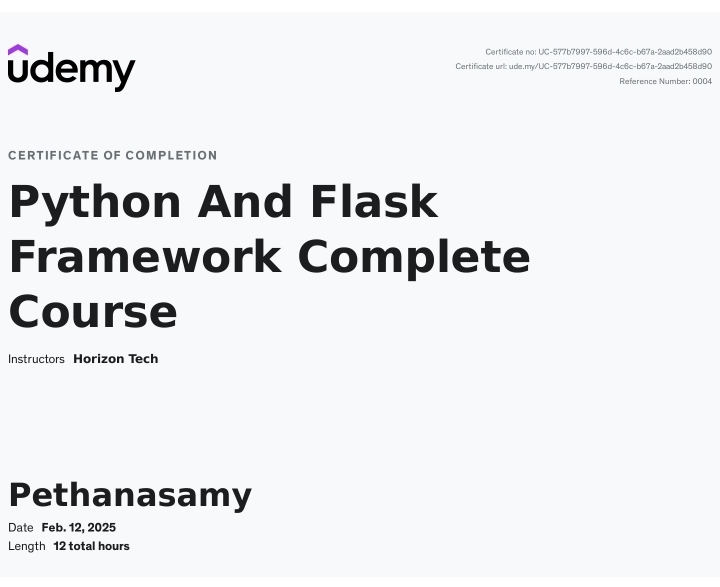 udemy
Certificate no: UC-577b7997-596d-4c6c-b67a-2aad2b458d90
Certificate url: ude.my/UC-577b7997-596d-4c6c-b67a-2aad2b458d90
Reference Number: 0004
CERTIFICATE OF COMPLETION
Python And Flask
Framework Complete
Course
Instructors Horizon Tech
Pethanasamy
Date Feb. 12, 2025
Length 12 total hours